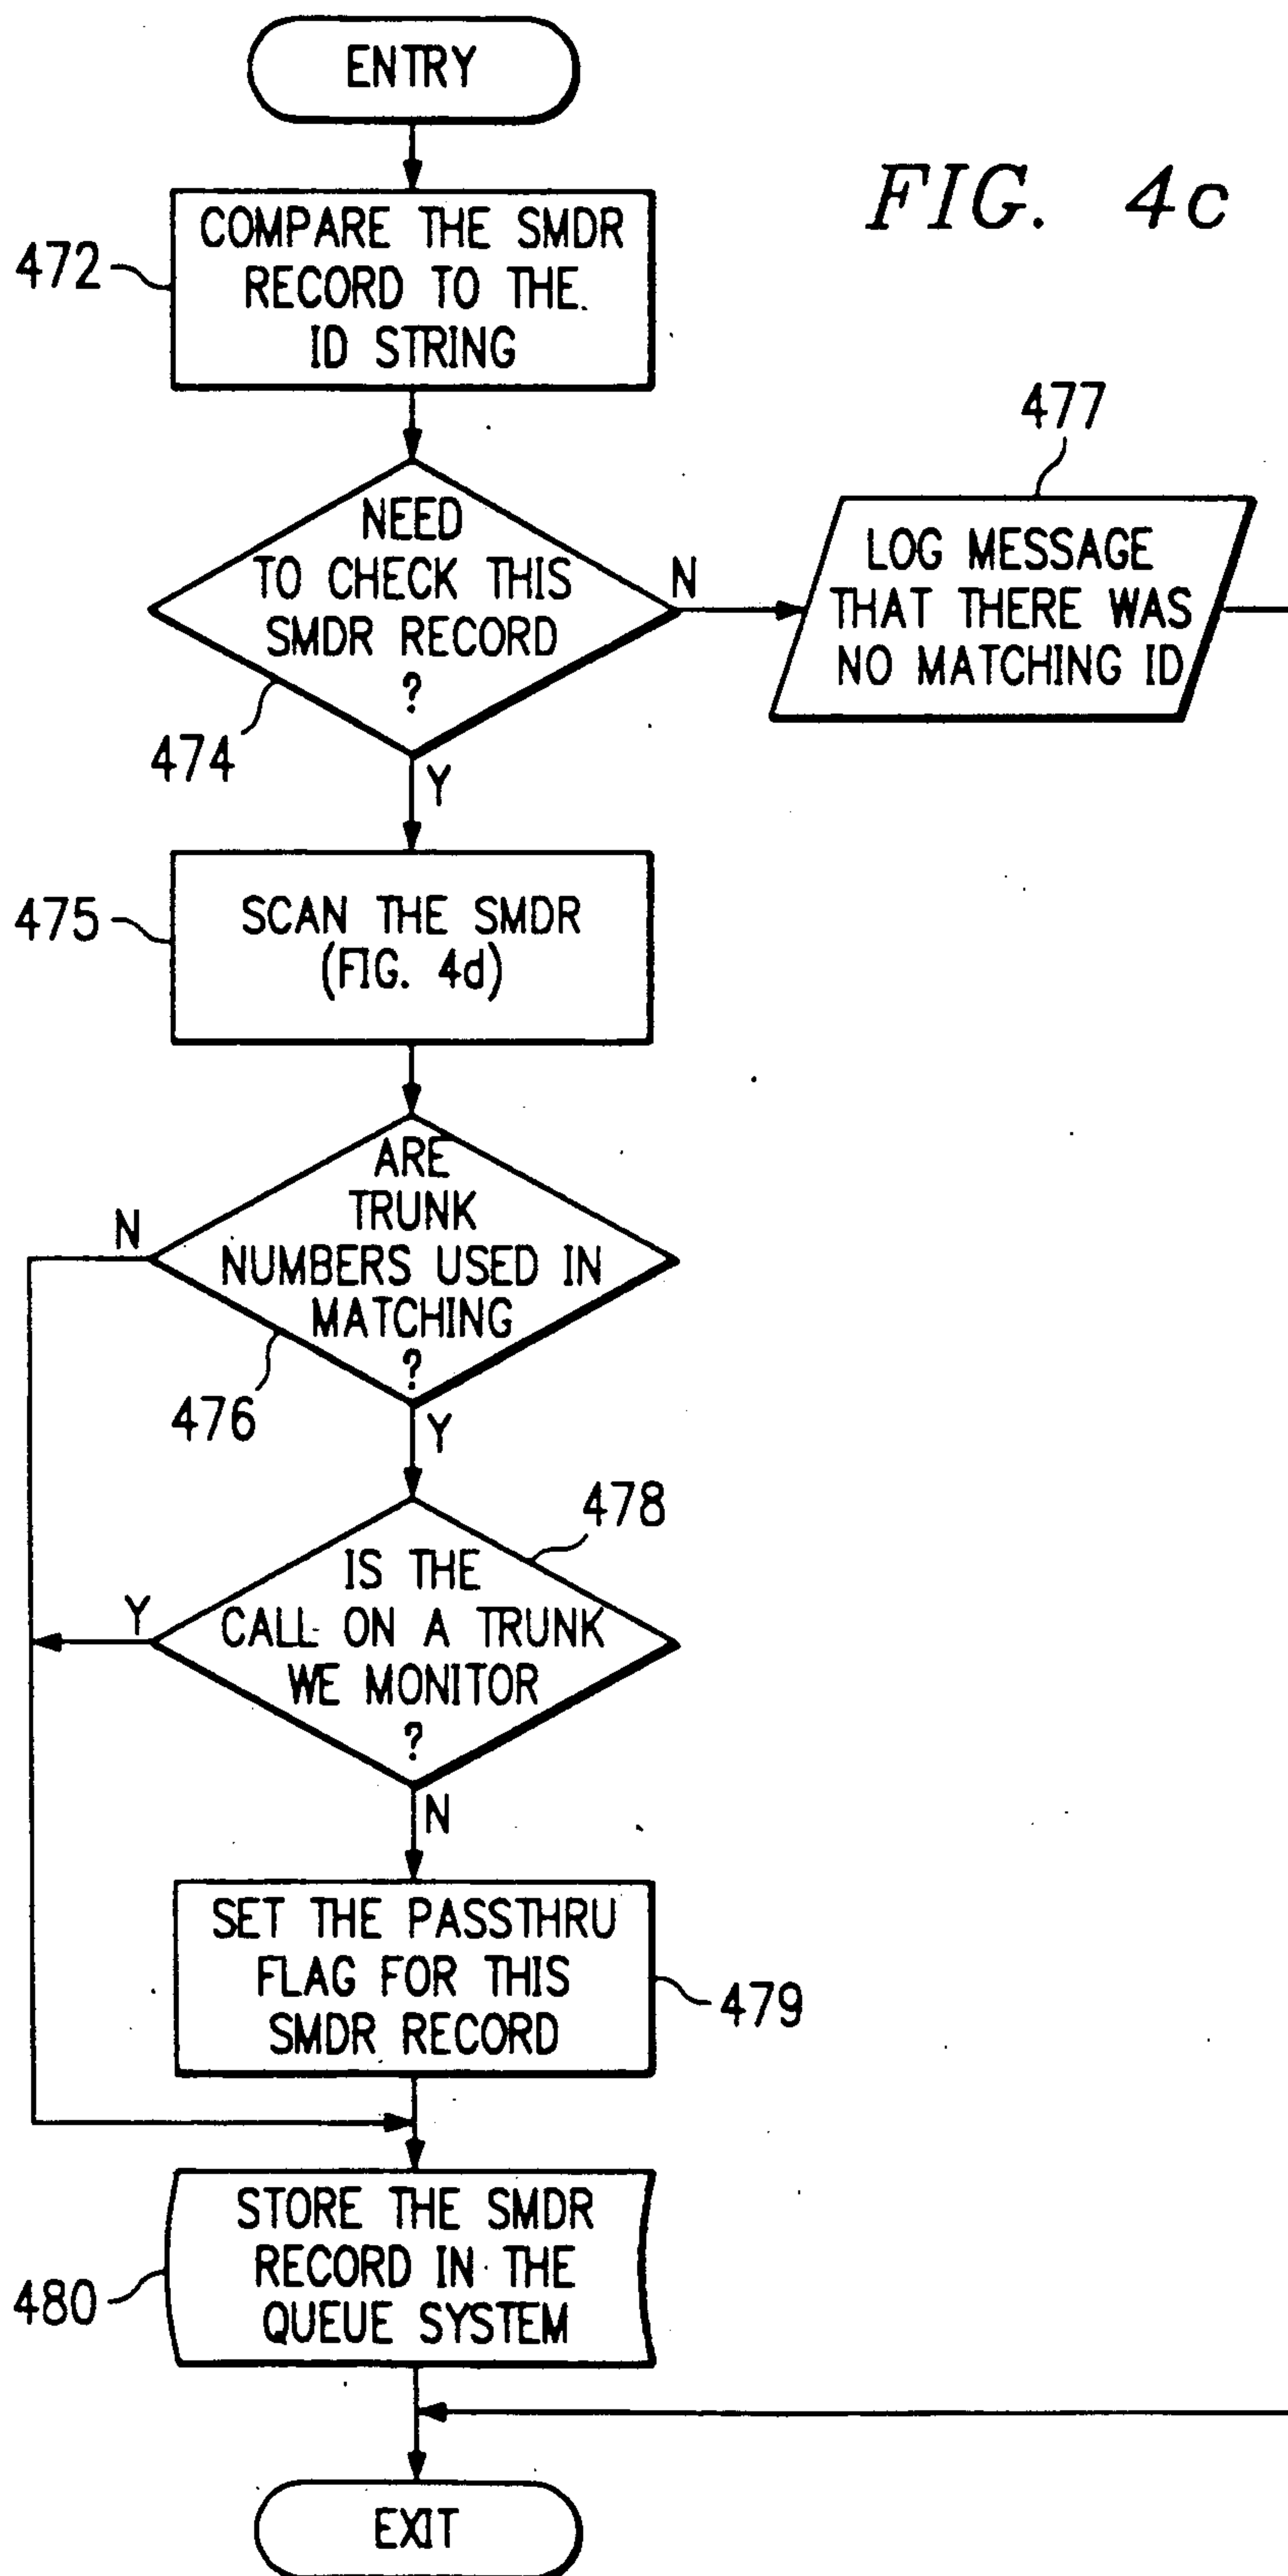 ENTRY
FIG. 4c
472
COMPARE THE SMDR
RECORD TO THE
ID STRING
477
NEED
TO CHECK THIS
SMDR RECORD
?
N
LOG MESSAGE
THAT THERE WAS
NO MATCHING ID
474
Y
475
SCAN THE SMDR
(FIG. 4d)
N
ARE
TRUNK
NUMBERS USED IN
MATCHING
?
476
Y
478
Y
IS THE
CALL ON A TRUNK
WE MONITOR
?
N
SET THE PASSTHRU
FLAG FOR THIS
SMDR RECORD
479
480
STORE THE SMDR
RECORD IN THE
QUEUE SYSTEM
EXIT